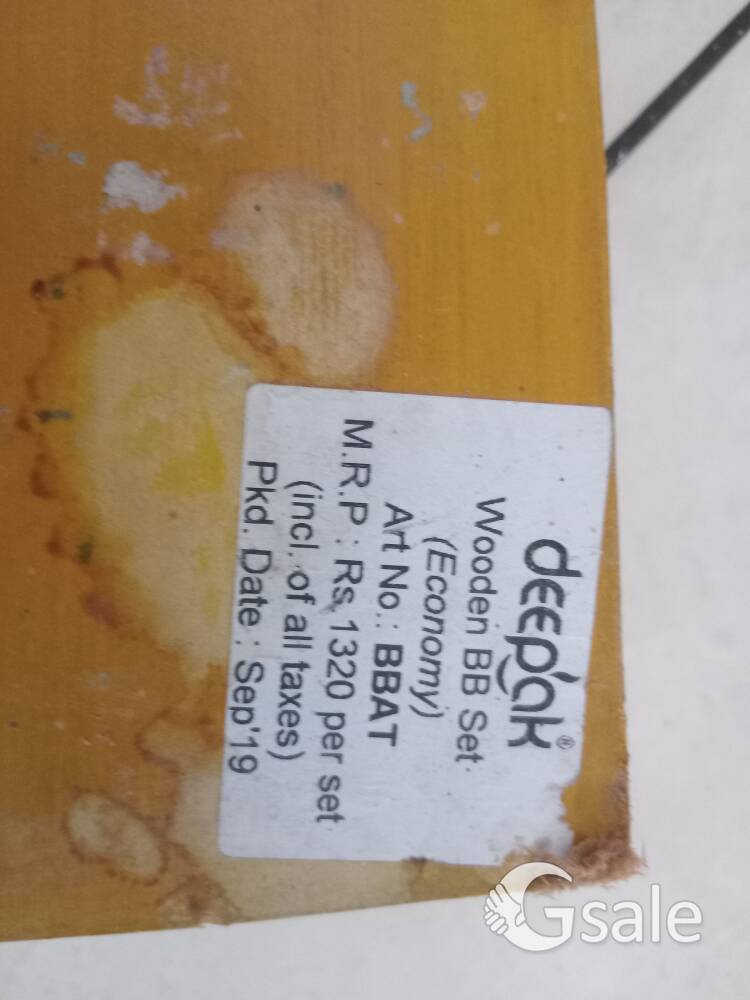 deepak®
Wooden BB Set
(Economy)
Art No.: BBAT
M.R.P : Rs.1320 per set
(incl. of all taxes)
Pkd. Date : Sep'19
Gsale